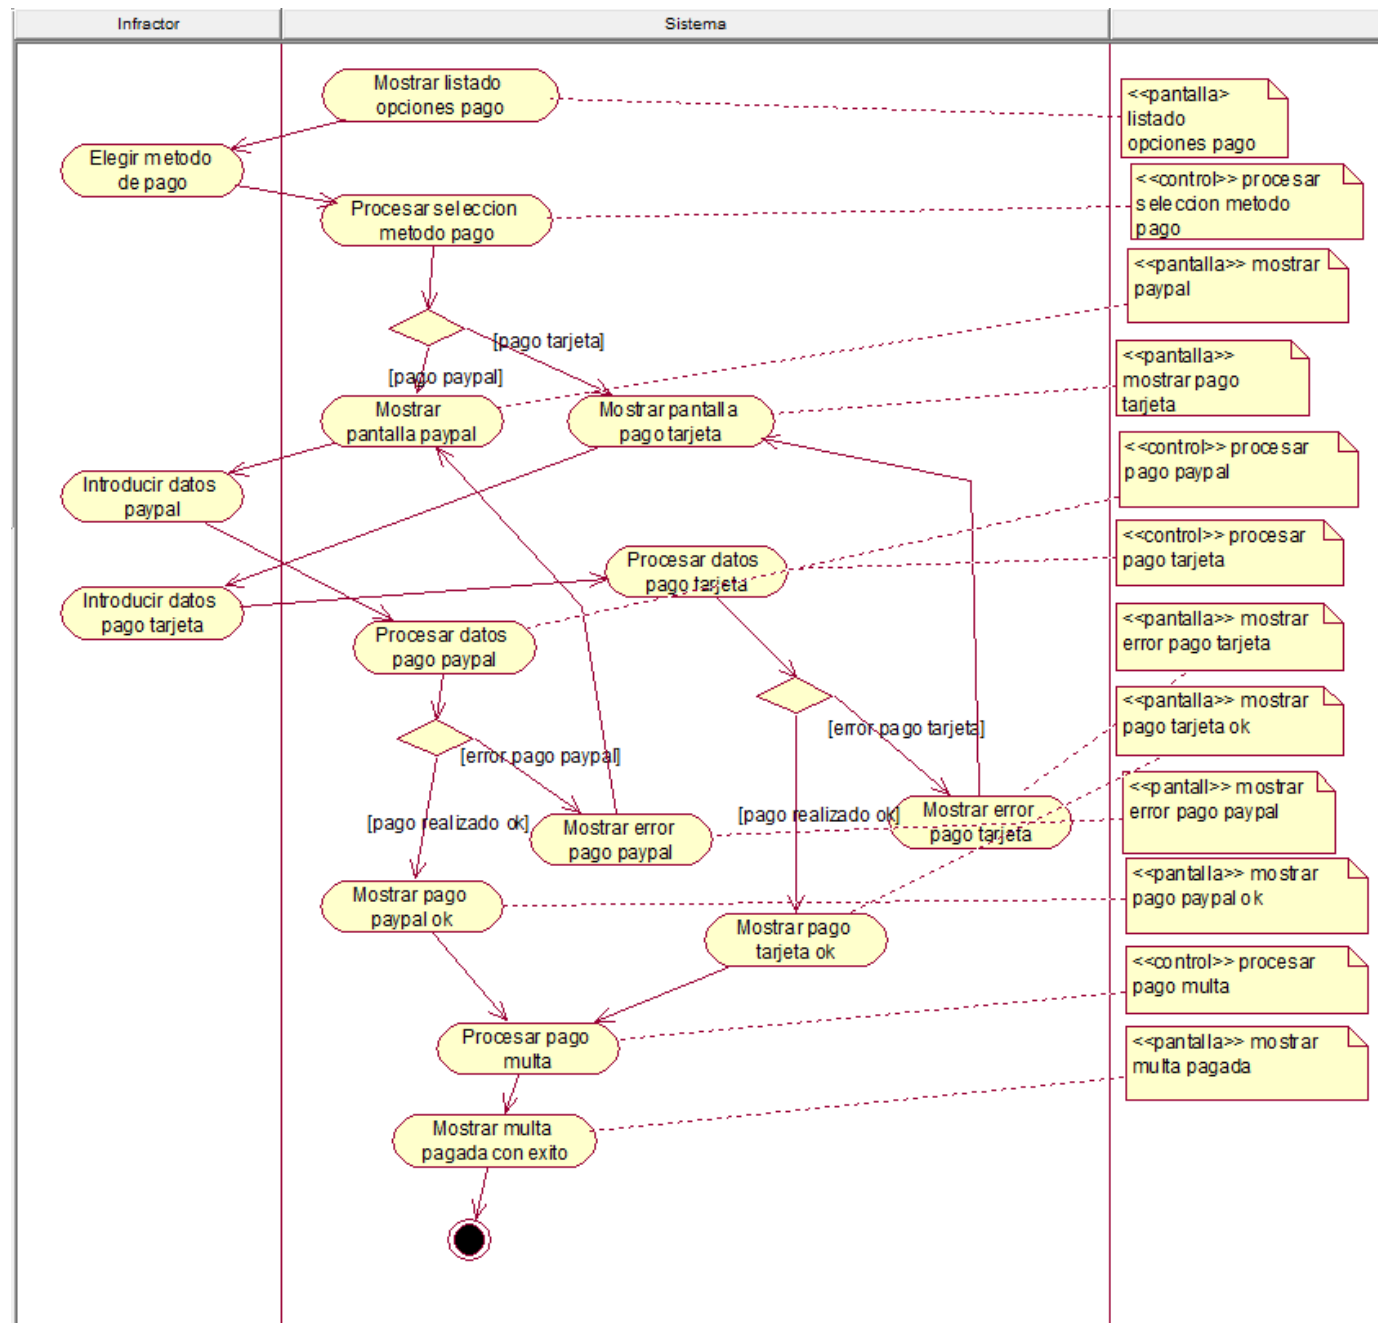 Infractor
Sistema
Mostrar listado
opciones pago
<<pantalla>
listado
opciones pago
Elegir metodo
de pago
<<control>> procesar
seleccion metodo
pago
Procesar seleccion
metodo pago
<<pantalla>> mostrar
paypal
[pago tarjeta]
[pago paypal]
<<pantalla>>
mostrar pago
tarjeta
Mostrar
pantalla paypal
Mostrar pantalla
pago tarjeta
<<control>> procesar
pago paypal
Introducir datos
paypal
<<control>> procesar
pago tarjeta
Procesar datos
pago tarjeta
Introducir datos
pago tarjeta
<<pantalla>> mostrar
error pago tarjeta
Procesar datos
pago paypal
<<pantalla>> mostrar
pago tarjeta ok
[error pago tarjeta]
[error pago paypal]
<<pantall>> mostrar
error pago paypal
[pago realizado ok]
Mostrar error
pago paypal
[pago realizado ok]
Mostrar error
pago tarjeta
<<pantalla>> mostrar
pago paypal ok
Mostrar pago
paypal ok
Mostrar pago
tarjeta ok
<<control>> procesar
pago multa
Procesar pago
multa
<<pantalla>> mostrar
multa pagada
Mostrar multa
pagada con exito